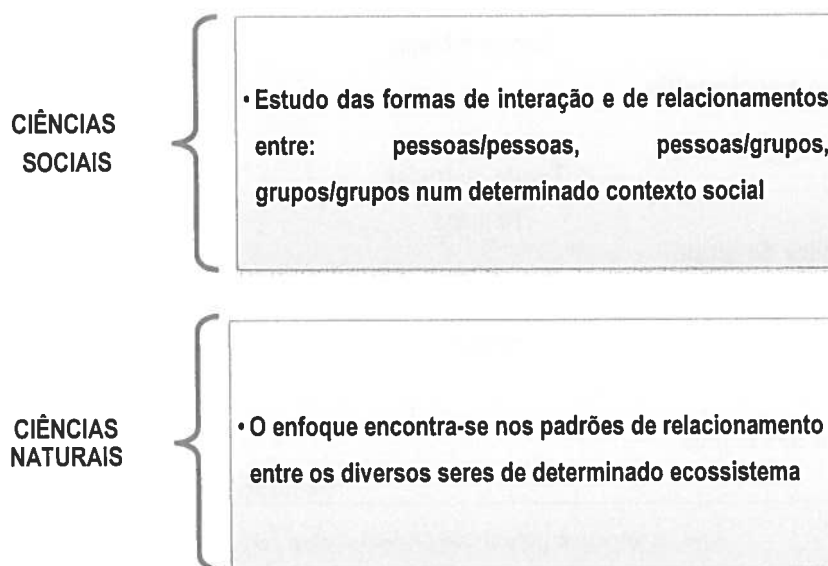 CIÊNCIAS
SOCIAIS
• Estudo das formas de interação e de relacionamentos
entre: pessoas/pessoas, pessoas/grupos,
grupos/grupos num determinado contexto social
CIÊNCIAS
NATURAIS
• O enfoque encontra-se nos padrões de relacionamento
entre os diversos seres de determinado ecossistema